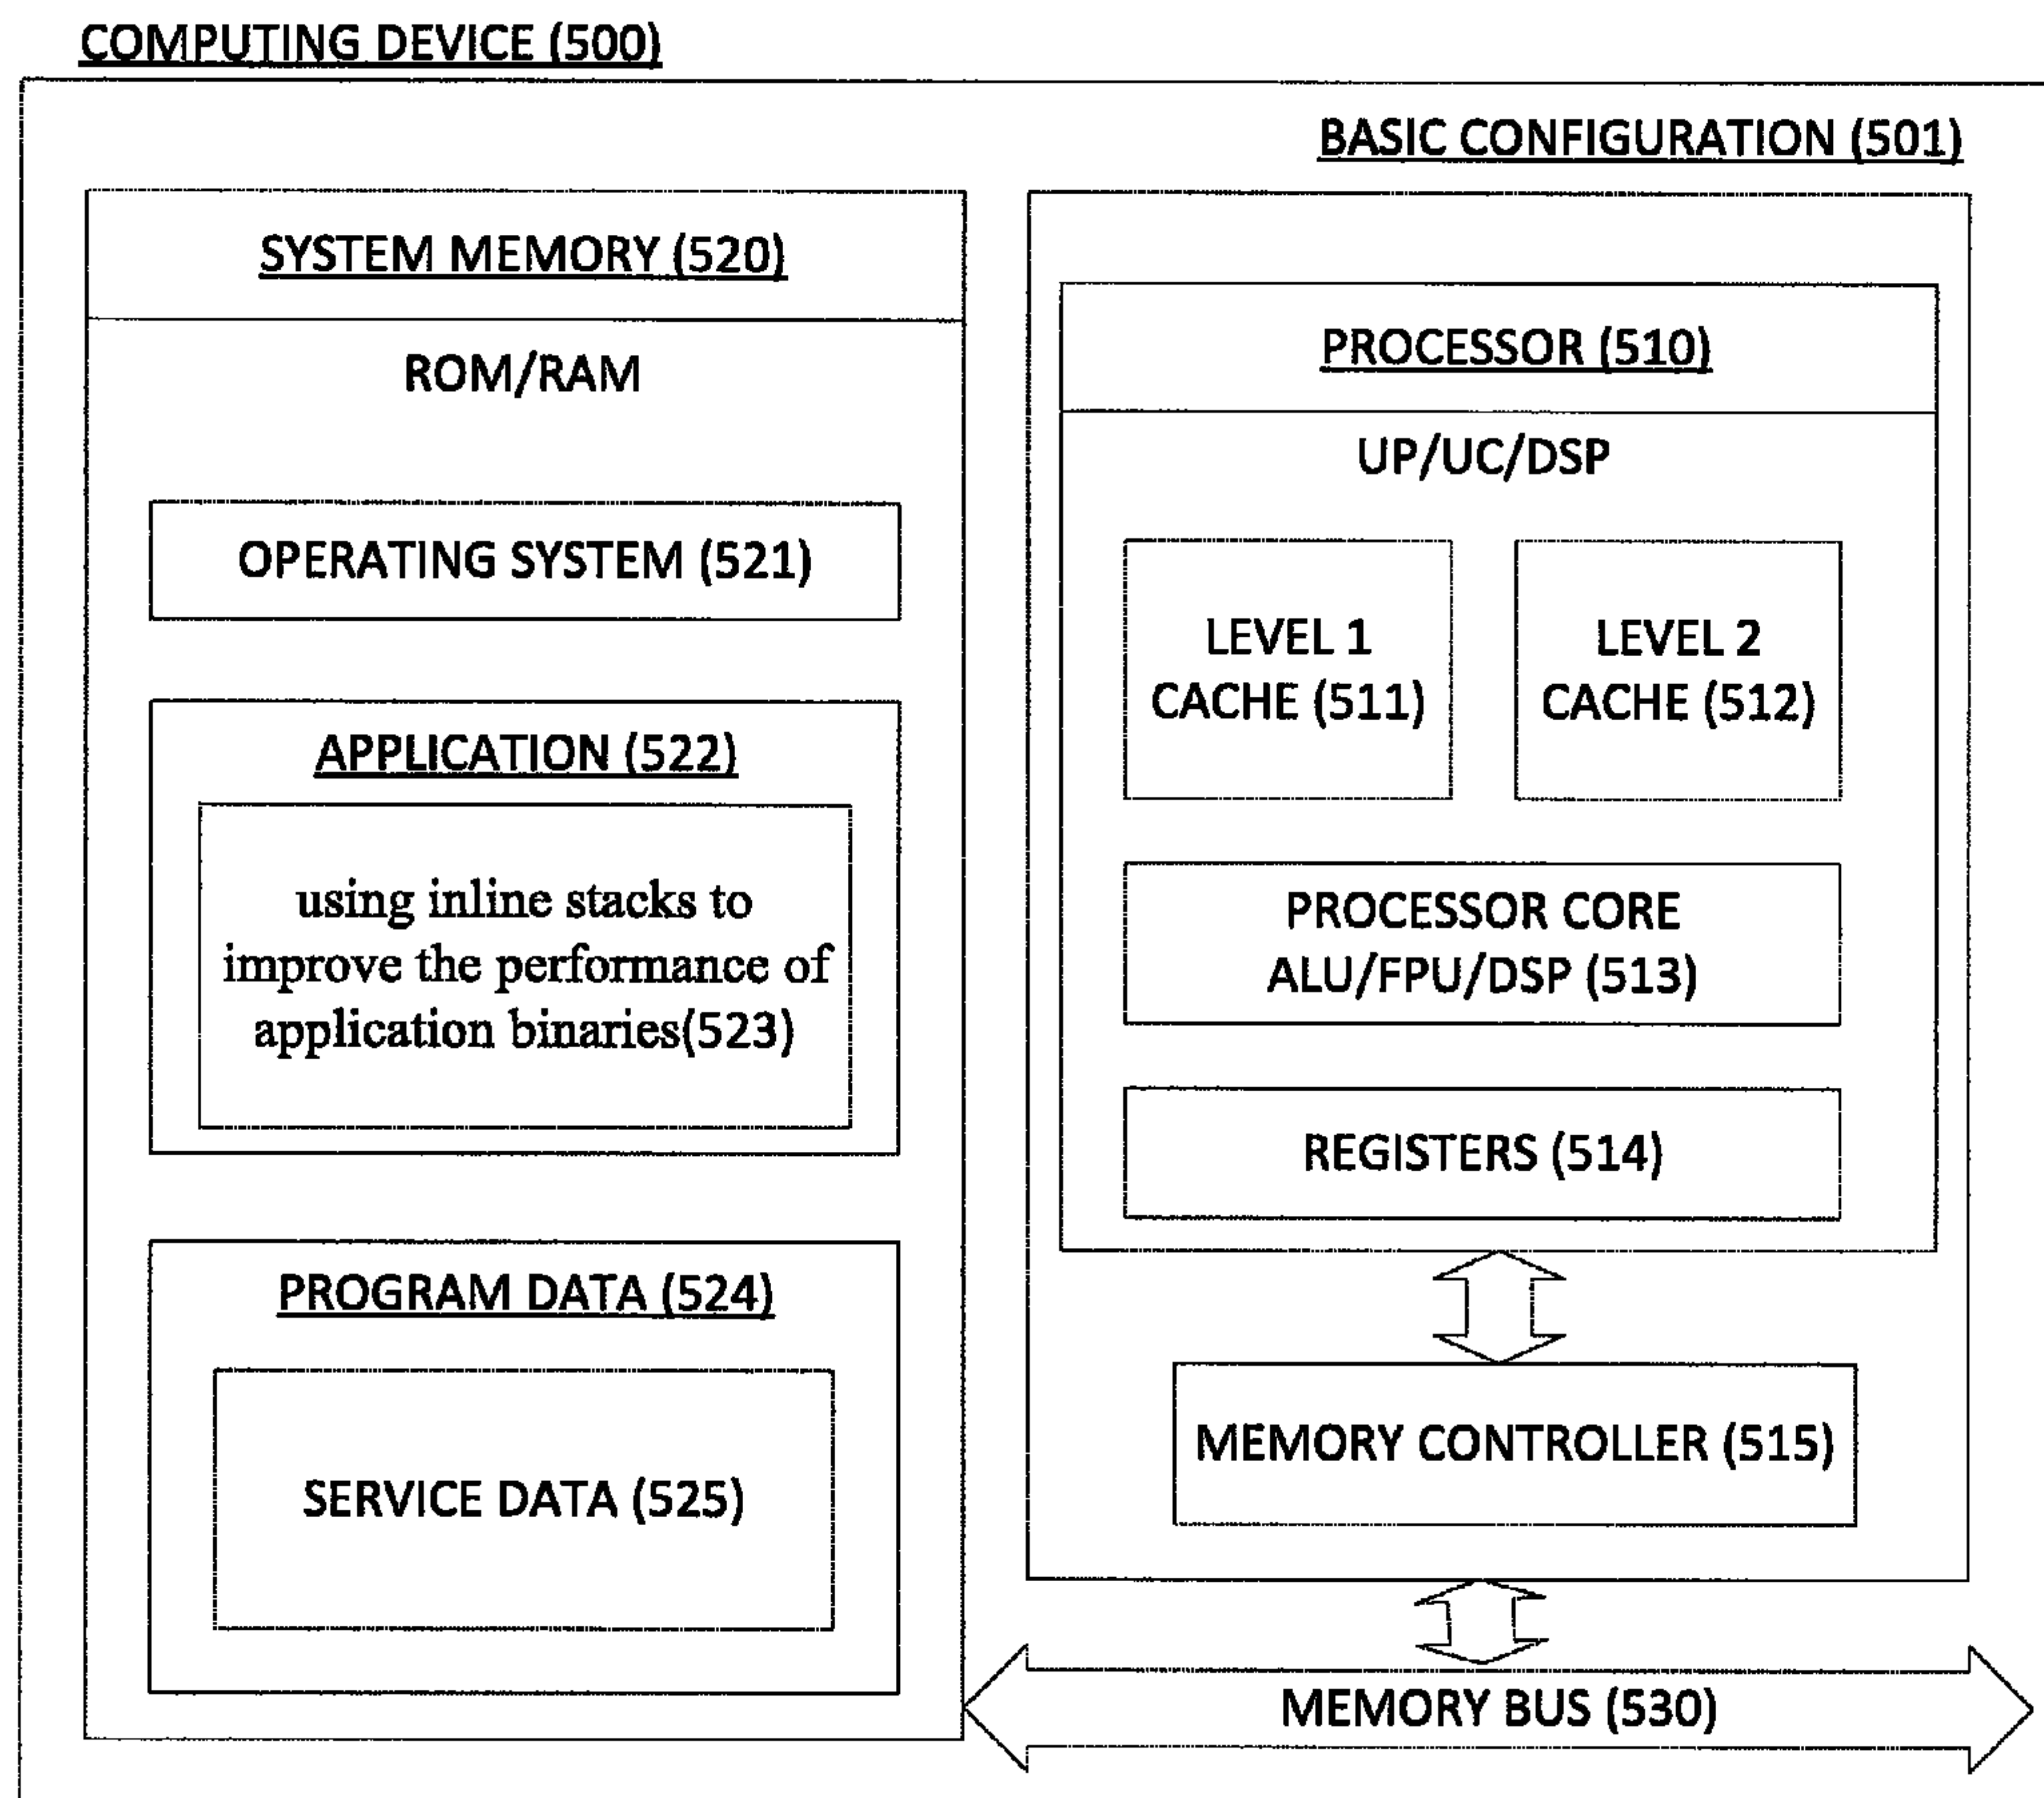 COMPUTING DEVICE (500)
BASIC CONFIGURATION (501)
SYSTEM MEMORY (520)
ROM/RAM
OPERATING SYSTEM (521)
APPLICATION (522)
using inline stacks to
improve the performance of
application binaries(523)
PROGRAM DATA (524)
SERVICE DATA (525)
PROCESSOR (510)
UP/UC/DSP
LEVEL 1
CACHE (511)
LEVEL 2
CACHE (512)
PROCESSOR CORE
ALU/FPU/DSP (513)
REGISTERS (514)
MEMORY CONTROLLER (515)
MEMORY BUS (530)